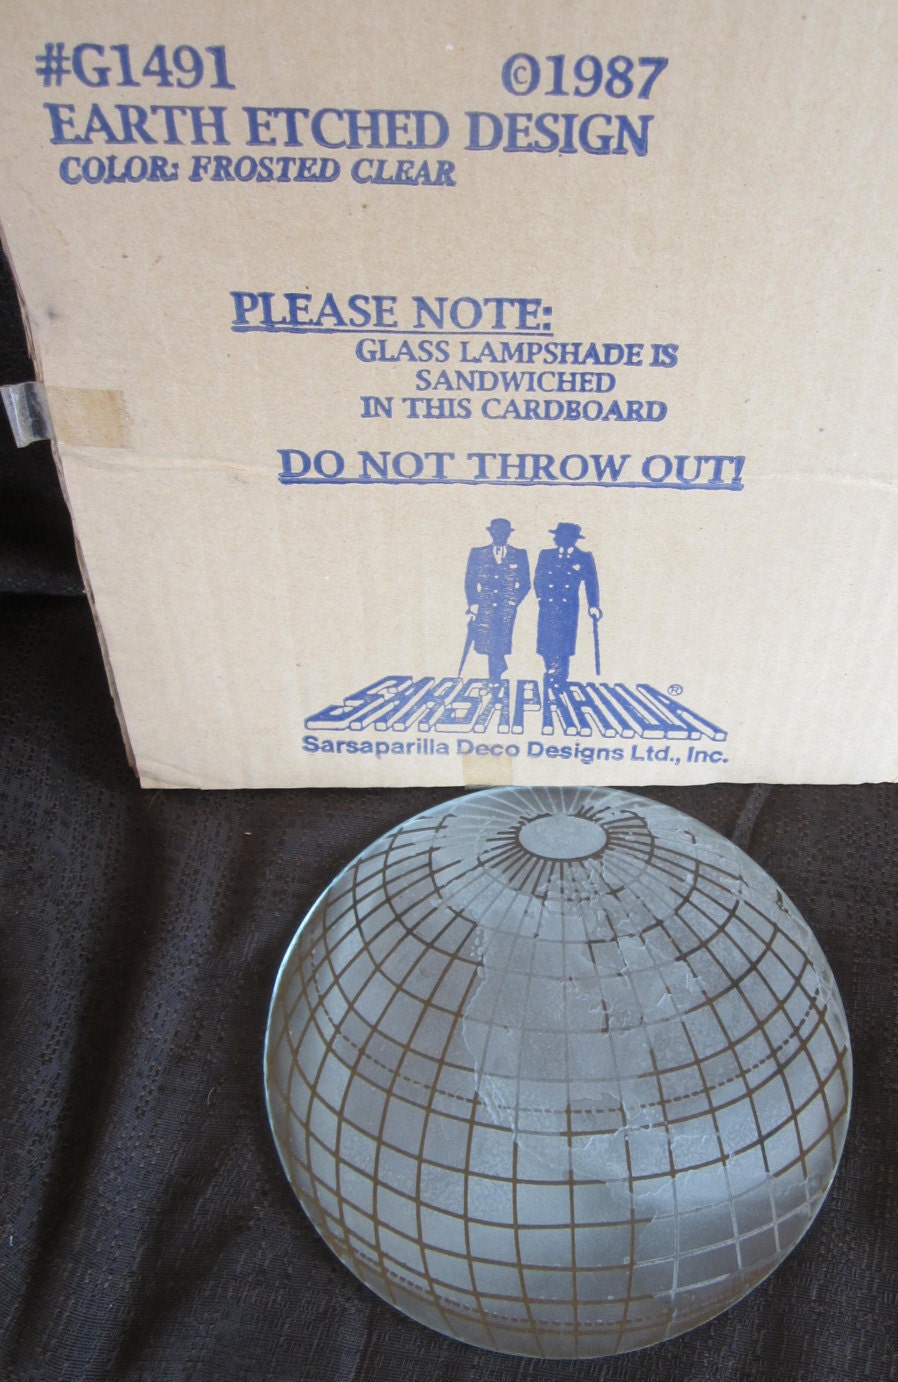 #G1491 ©1987
EARTH ETCHED DESIGN
COLOR: FROSTED CLEAR
PLEASE NOTE:
GLASS LAMPSHADE IS
SANDWICHED
IN THIS CARDBOARD
DO NOT THROW OUT!
SARSAPARILLA®
Sarsaparilla Deco Designs Ltd., Inc.